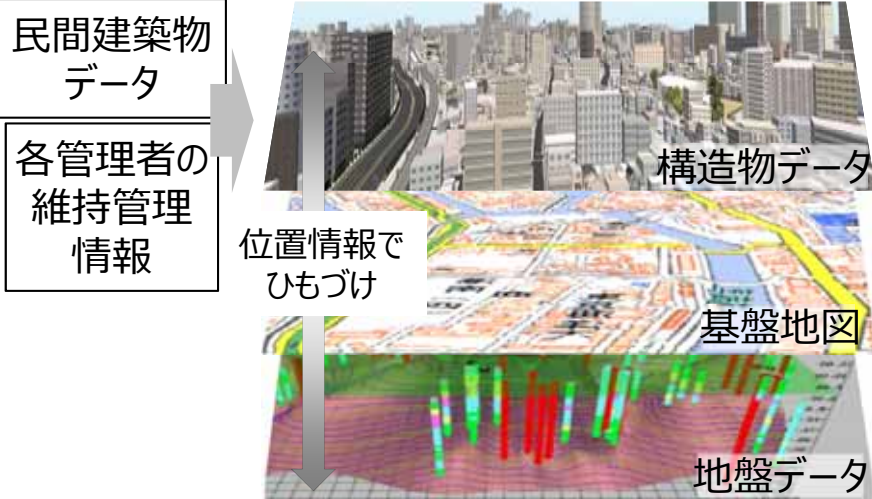 民間建築物
データ
各管理者の
維持管理
情報
構造物データ
位置情報で
ひもづけ
基盤地図
地盤データ